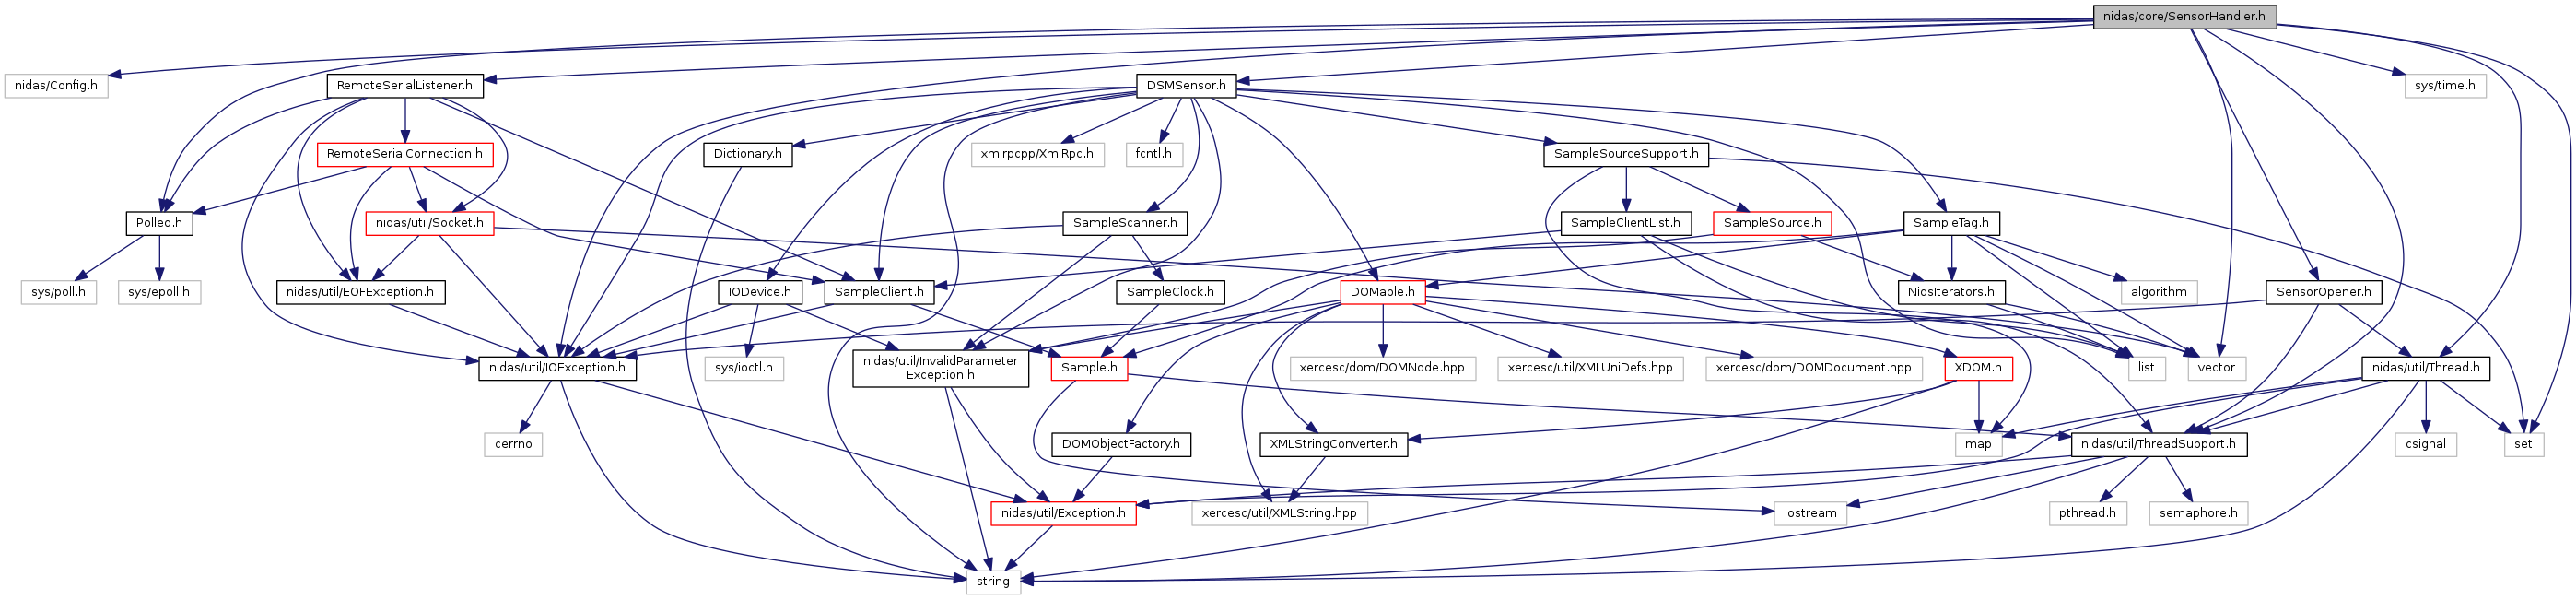 nidas/core/SensorHandler.h
nidas/Config.h
RemoteSerialListener.h
DSMSensor.h
sys/time.h
RemoteSerialConnection.h
Dictionary.h
xmlrpcpp/XmlRpc.h
fcntl.h
SampleSourceSupport.h
Polled.h
nidas/util/Socket.h
SampleScanner.h
SampleClientList.h
SampleSource.h
SampleTag.h
sys/poll.h
sys/epoll.h
nidas/util/EOFException.h
IODevice.h
SampleClient.h
SampleClock.h
DOMable.h
NidsIterators.h
algorithm
SensorOpener.h
nidas/util/IOException.h
sys/ioctl.h
nidas/util/InvalidParameter
Exception.h
Sample.h
xercesc/dom/DOMNode.hpp
xercesc/util/XMLUniDefs.hpp
xercesc/dom/DOMDocument.hpp
XDOM.h
list
vector
nidas/util/Thread.h
cerrno
DOMObjectFactory.h
XMLStringConverter.h
map
nidas/util/ThreadSupport.h
csignal
set
nidas/util/Exception.h
xercesc/util/XMLString.hpp
iostream
pthread.h
semaphore.h
string